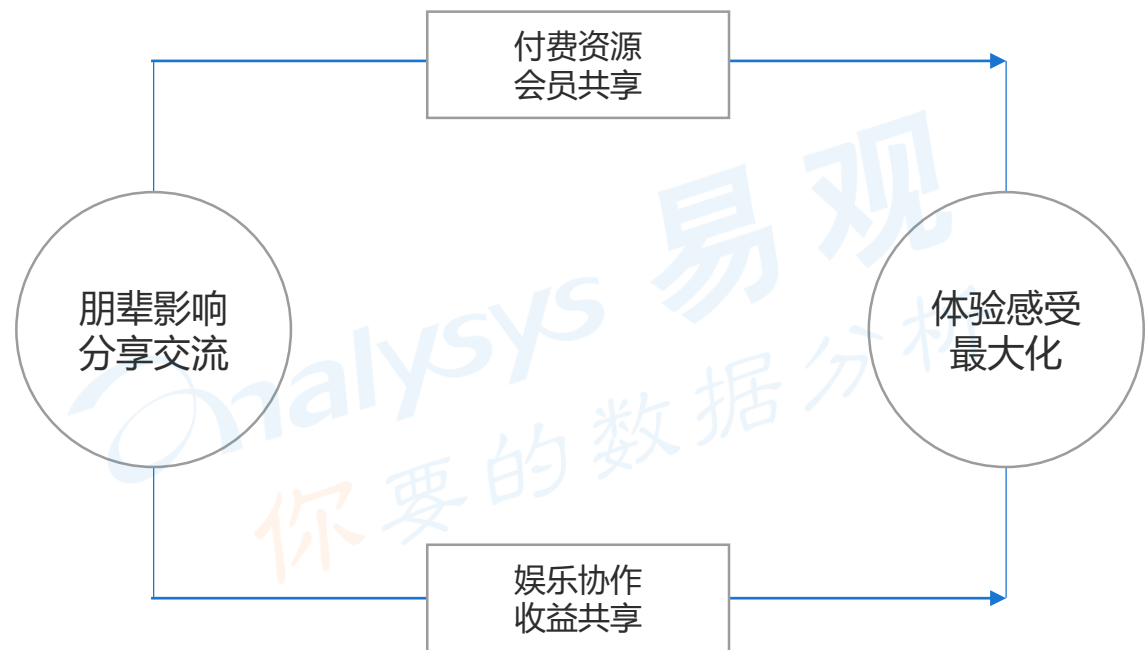 付费资源
会员共享
朋辈影响
分享交流
体验感受
最大化
娱乐协作
收益共享
analysys 易观
你要的数据分析